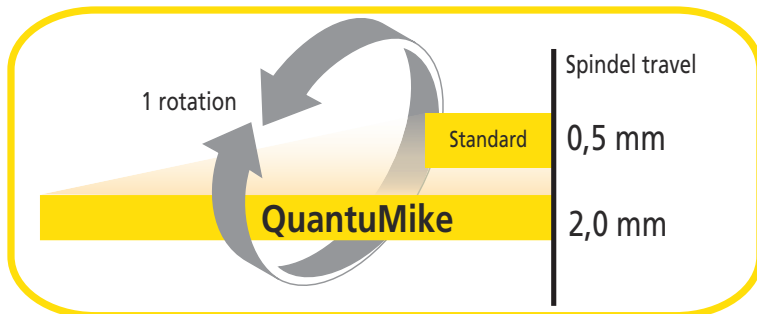 Spindel travel
1 rotation
Standard
0,5 mm
QuantuMike
2,0 mm